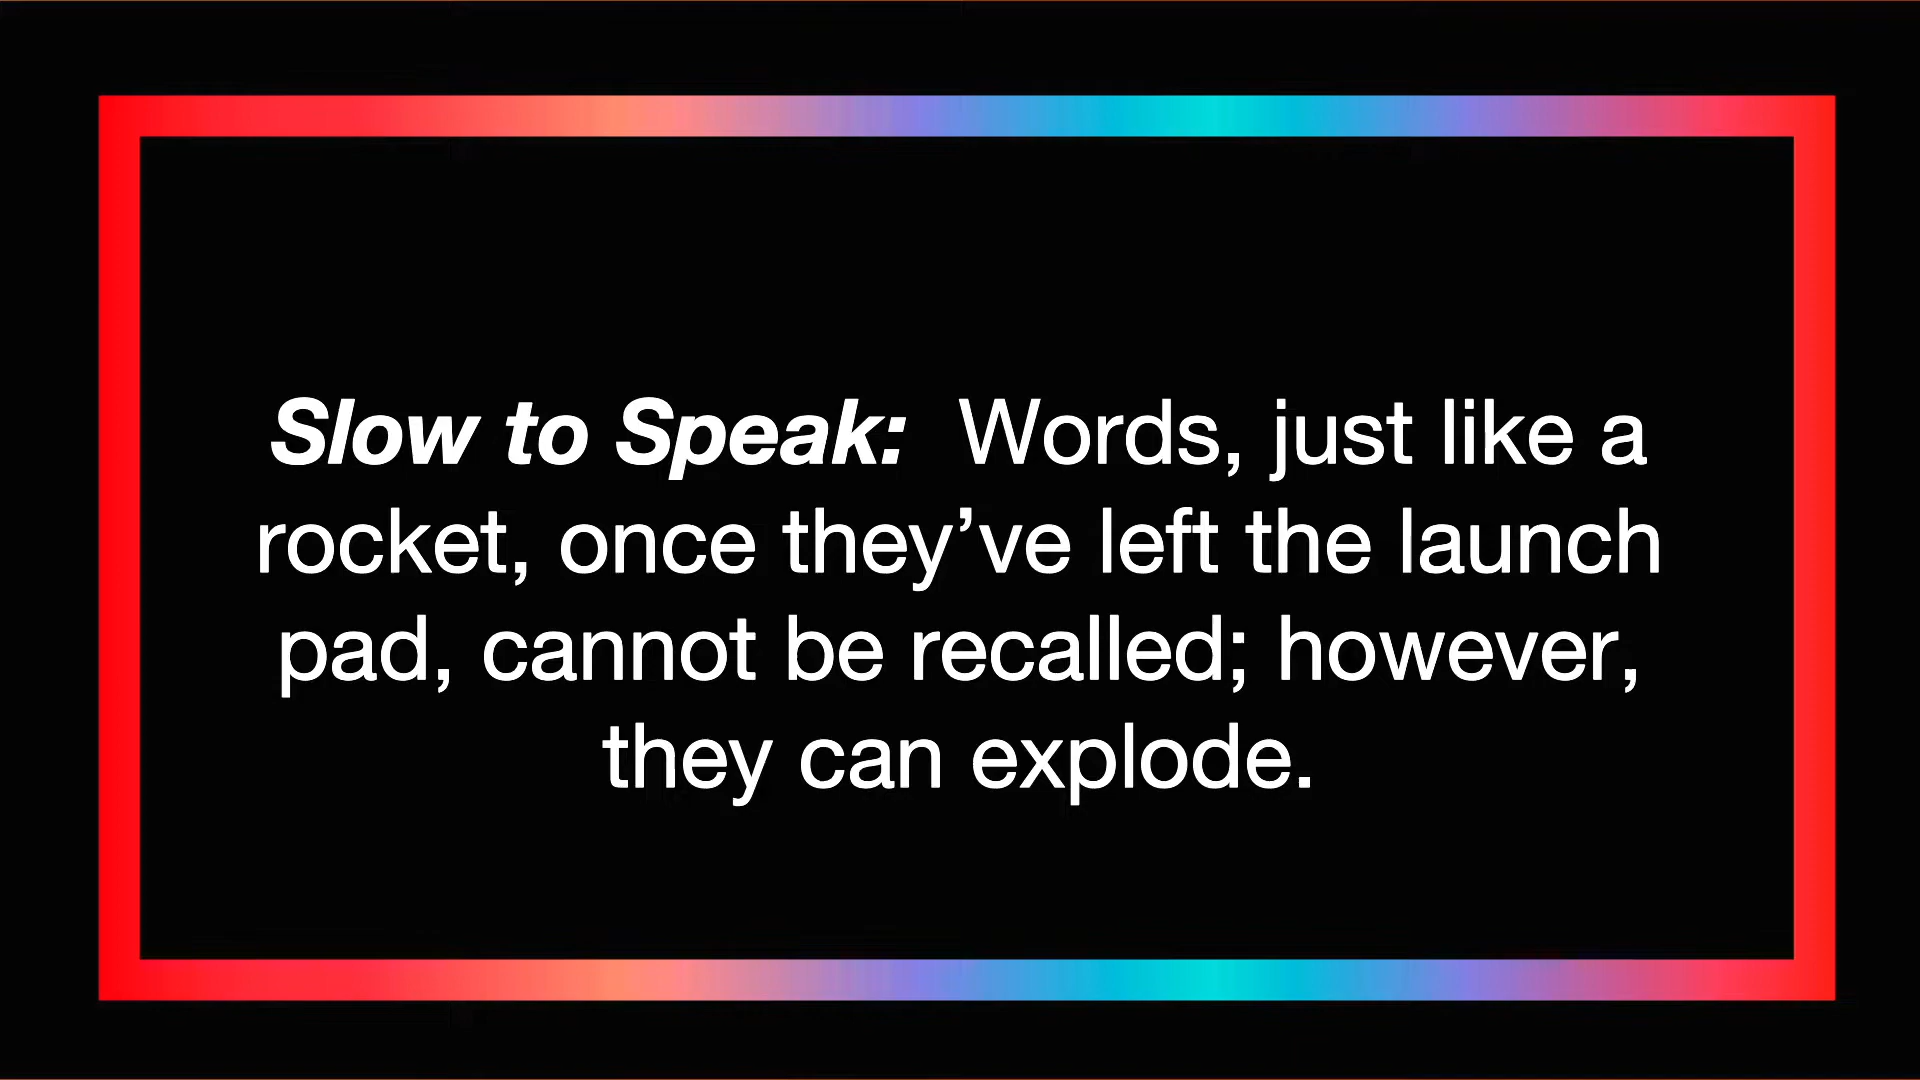 Slow to Speak:  Words, just like a
rocket, once they’ve left the launch
pad, cannot be recalled; however,
they can explode.